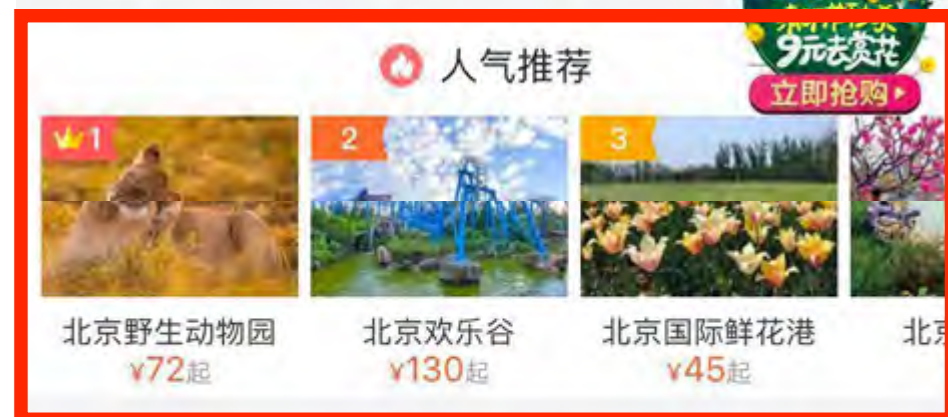 9元去赏花
立即抢购
人气推荐
1
2
3
北京野生动物园
北京欢乐谷
北京国际鲜花港
¥72起
¥130起
¥45起